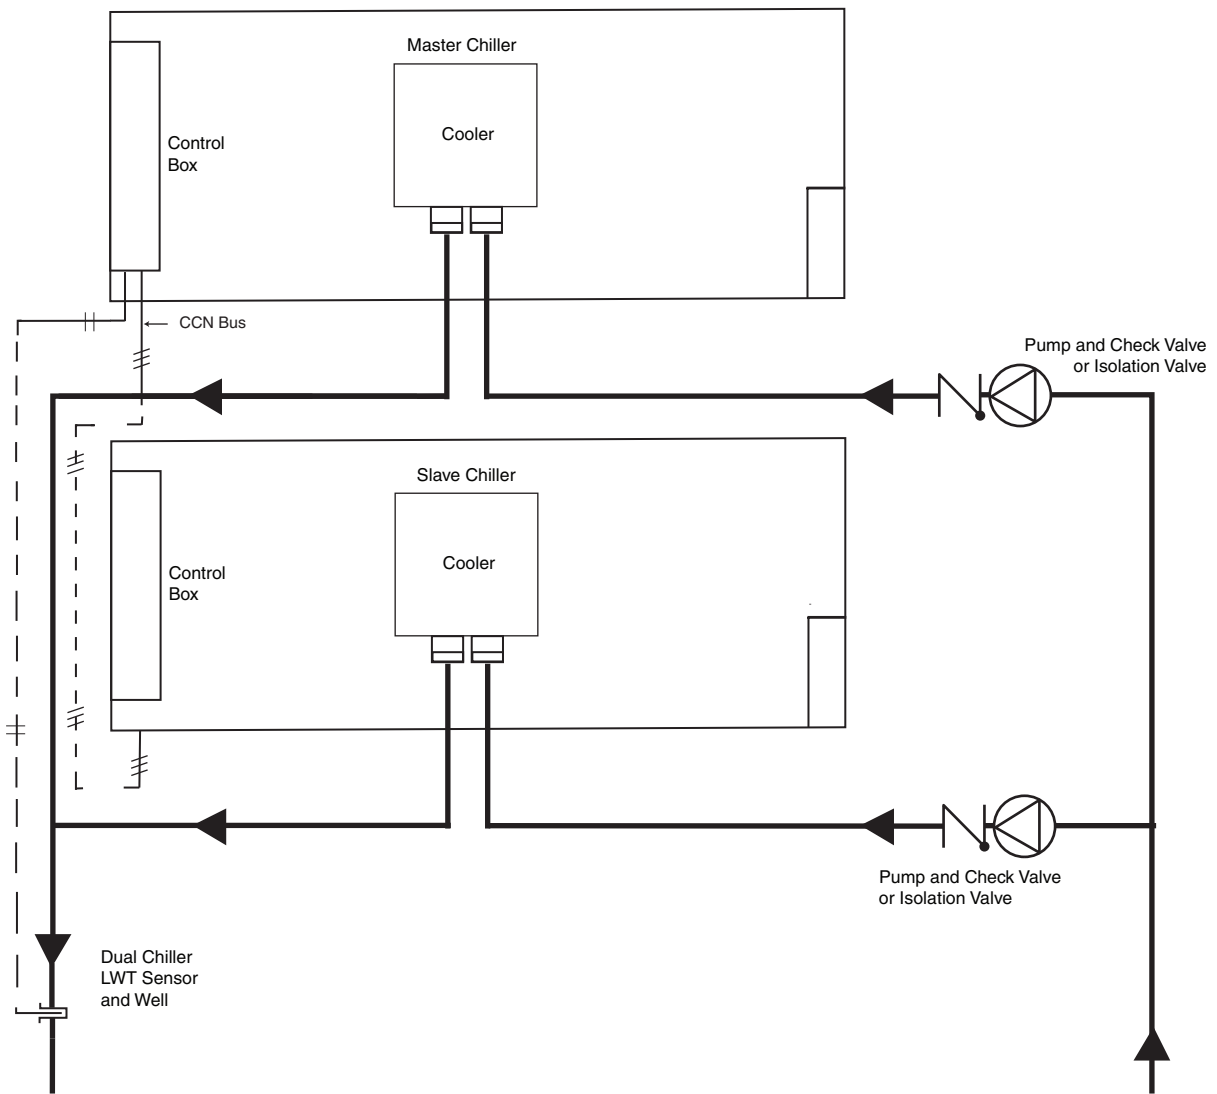 Master Chiller
Cooler
Control
Box
CCN Bus
Pump and Check Valve
or Isolation Valve
Slave Chiller
Cooler
Control
Box
Pump and Check Valve
or Isolation Valve
Dual Chiller
LWT Sensor
and Well